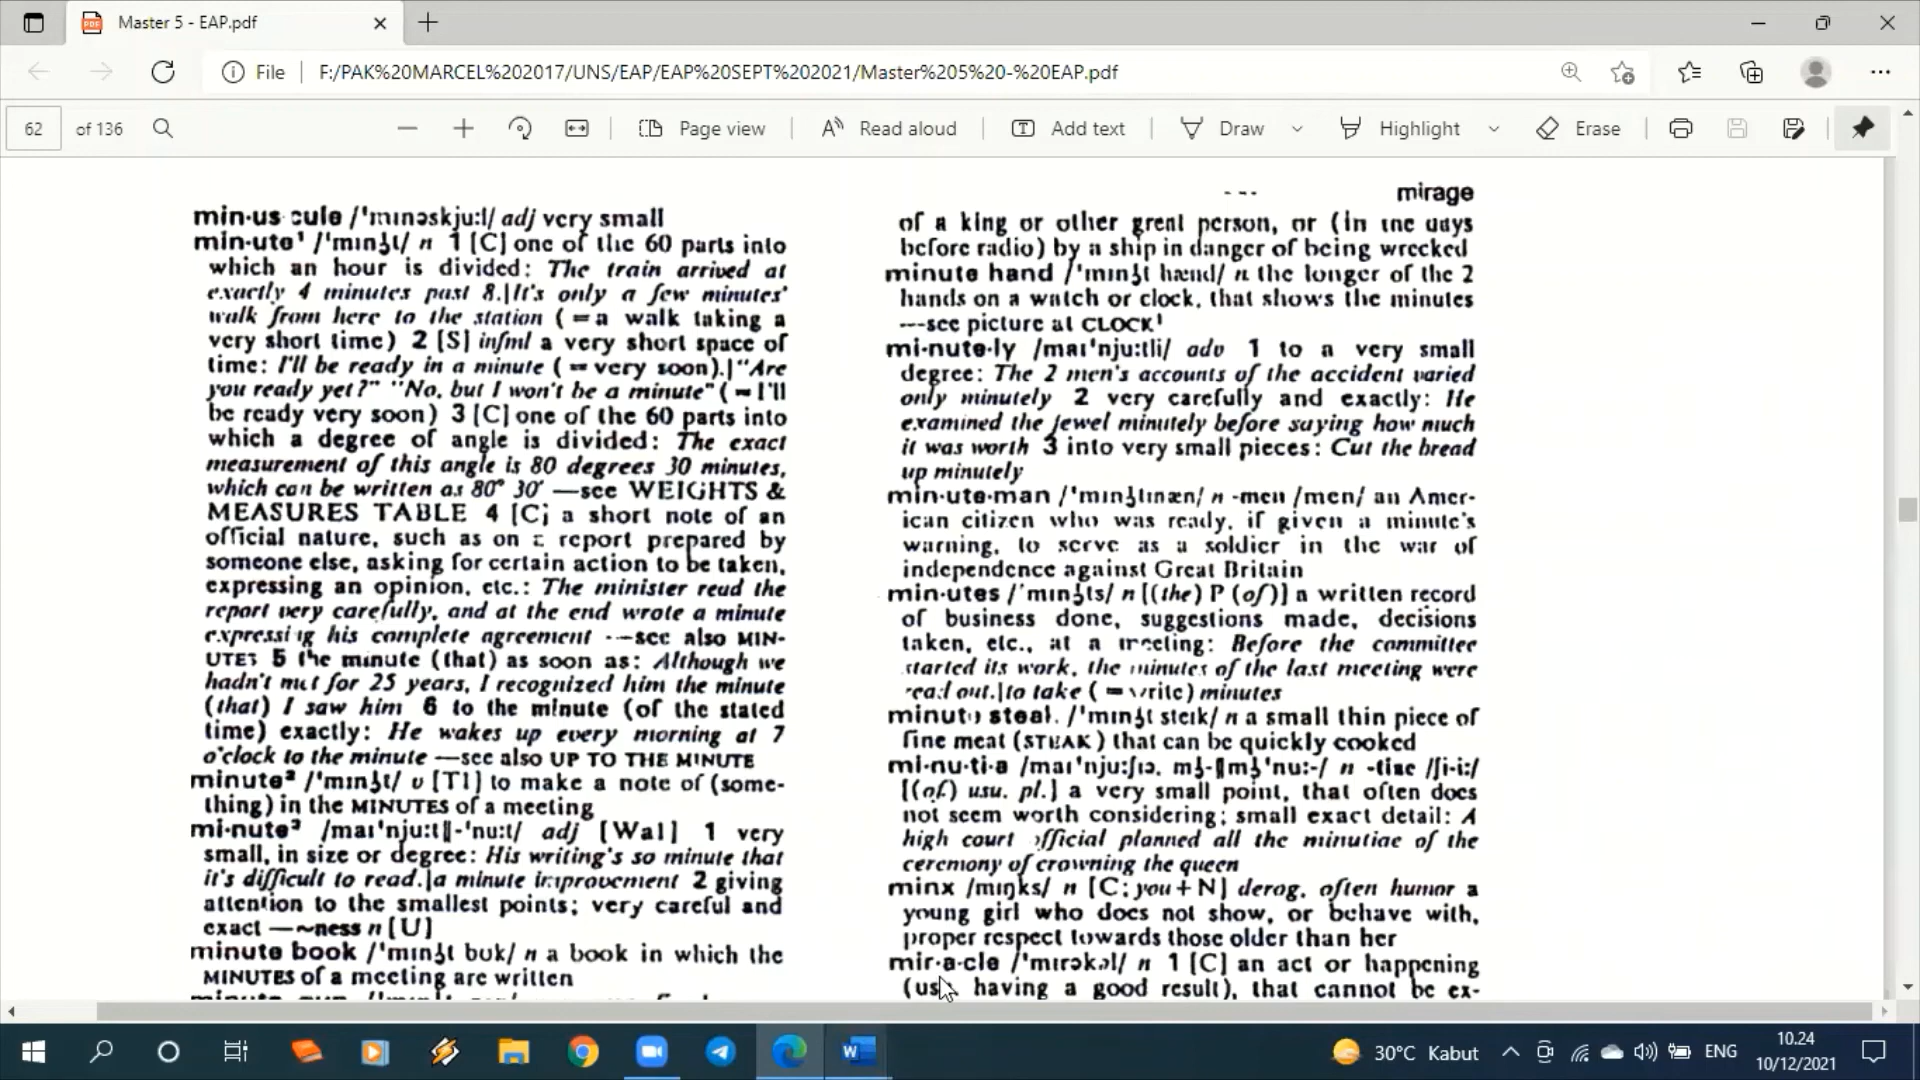 Master 5 - EAP.pdf
File F:/PAK%20MARCEL%202017/UNS/EAP/EAP%20SEPT%202021/Master%205%20-%20EAP.pdf
62 of 136 Page view Read aloud Add text Draw Highlight Erase
min·us·cule /'mɪnəskjuːl/ adj very small
min·ute¹ /'mɪnɪ̵t/ n 1 [C] one of the 60 parts into
which an hour is divided: The train arrived at
exactly 4 minutes past 8.|It's only a few minutes'
walk from here to the station (=a walk taking a
very short time) 2 [S] infml a very short space of
time: I'll be ready in a minute (=very soon).|"Are
you ready yet?" "No, but I won't be a minute" (=I'll
be ready very soon) 3 [C] one of the 60 parts into
which a degree of angle is divided: The exact
measurement of this angle is 80 degrees 30 minutes,
which can be written as 80° 30′ —see WEIGHTS &
MEASURES TABLE 4 [C] a short note of an
official nature, such as on a report prepared by
someone else, asking for certain action to be taken,
expressing an opinion, etc.: The minister read the
report very carefully, and at the end wrote a minute
expressing his complete agreement —see also MIN-
UTES 5 the minute (that) as soon as: Although we
hadn't met for 25 years, I recognized him the minute
(that) I saw him 6 to the minute (of the stated
time) exactly: He wakes up every morning at 7
o'clock to the minute —see also UP TO THE MINUTE
minute² /'mɪnɪ̵t/ v [T1] to make a note of (some-
thing) in the MINUTES of a meeting
mi·nute³ /maɪ'njuːt‖-'nuːt/ adj [Wa1] 1 very
small, in size or degree: His writing's so minute that
it's difficult to read.|a minute improvement 2 giving
attention to the smallest points; very careful and
exact —~ness n [U]
minute book /'mɪnɪ̵t bʊk/ n a book in which the
MINUTES of a meeting are written
mirage
of a king or other great person, or (in the days
before radio) by a ship in danger of being wrecked
minute hand /'mɪnɪ̵t hænd/ n the longer of the 2
hands on a watch or clock, that shows the minutes
—see picture at CLOCK¹
mi·nute·ly /maɪ'njuːtli/ adv 1 to a very small
degree: The 2 men's accounts of the accident varied
only minutely 2 very carefully and exactly: He
examined the jewel minutely before saying how much
it was worth 3 into very small pieces: Cut the bread
up minutely
min·ute·man /'mɪnɪ̵tmæn/ n -men /men/ an Amer-
ican citizen who was ready, if given a minute's
warning, to serve as a soldier in the war of
independence against Great Britain
min·utes /'mɪnɪ̵ts/ n [(the) P (of)] a written record
of business done, suggestions made, decisions
taken, etc., at a meeting: Before the committee
started its work, the minutes of the last meeting were
read out.|to take (=write) minutes
minute steak /'mɪnɪ̵t steɪk/ n a small thin piece of
fine meat (STEAK) that can be quickly cooked
mi·nu·ti·a /maɪ'njuːʃɪə, mɪ̵-‖mɪ̵'nuː-/ n -tiae /ʃi-iː/
[(of) usu. pl.] a very small point, that often does
not seem worth considering; small exact detail: A
high court official planned all the minutiae of the
ceremony of crowning the queen
minx /mɪŋks/ n [C; you+N] derog, often humor a
young girl who does not show, or behave with,
proper respect towards those older than her
mir·a·cle /'mɪrəkəl/ n 1 [C] an act or happening
(usu. having a good result), that cannot be ex-
30°C Kabut ENG 10.24
10/12/2021